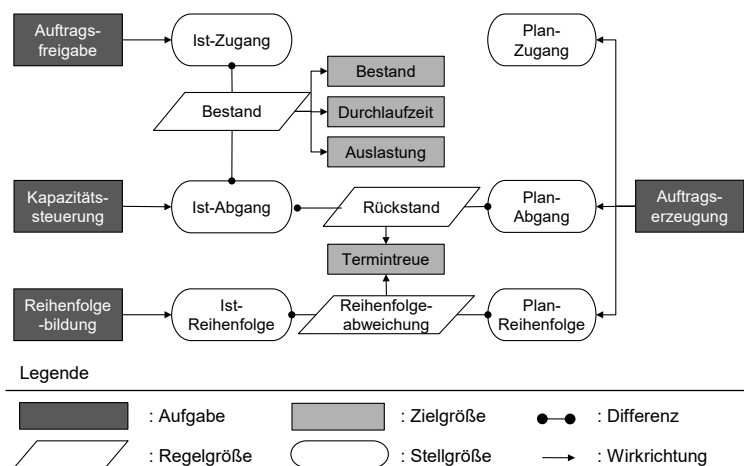 Auftrags-
freigabe
Ist-Zugang
Plan-
Zugang
Bestand
Bestand
Durchlaufzeit
Auslastung
Kapazitäts-
steuerung
Ist-Abgang
Rückstand
Plan-
Abgang
Auftrags-
erzeugung
Termintreue
Reihenfolge
-bildung
Ist-
Reihenfolge
Reihenfolge-
abweichung
Plan-
Reihenfolge
Legende
: Aufgabe
: Zielgröße
: Differenz
: Regelgröße
: Stellgröße
: Wirkrichtung